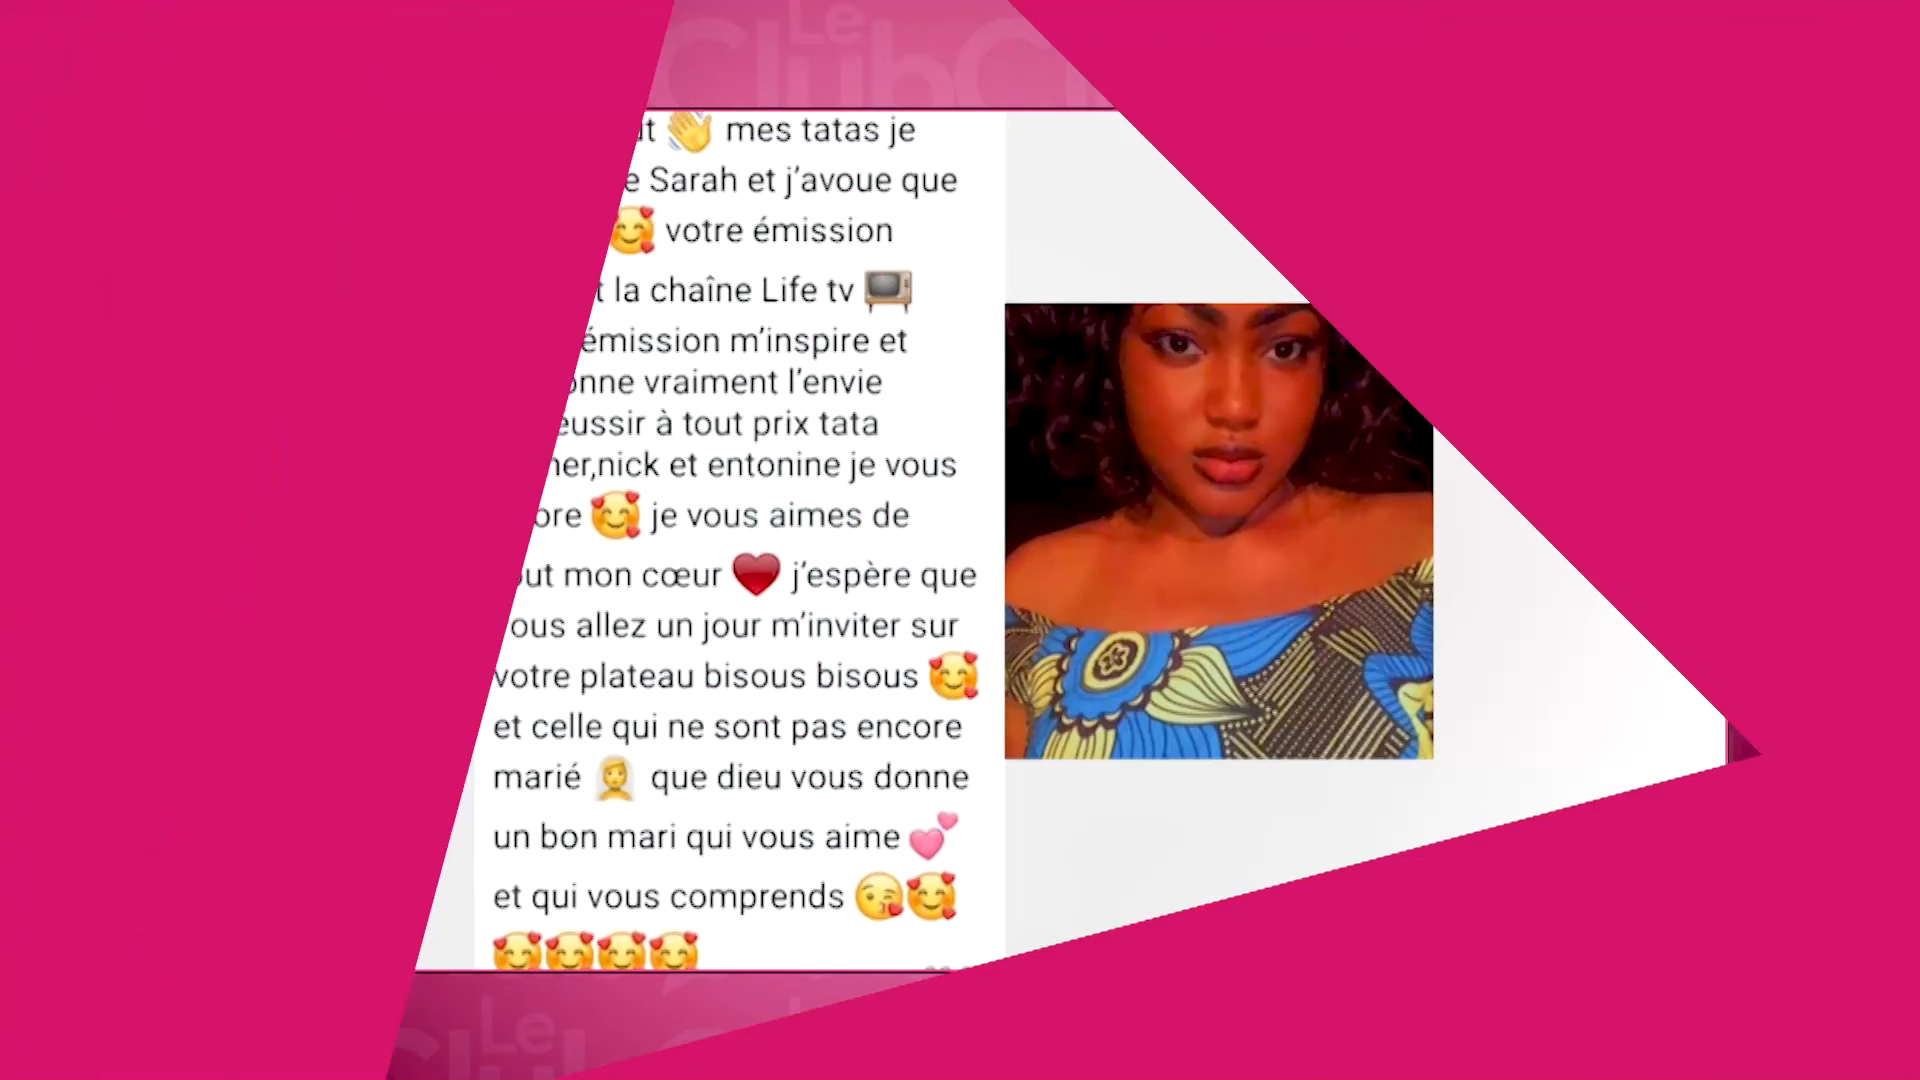 Le
Club
mes tatas je
Sarah et j’avoue que
votre émission
la chaîne Life tv
émission m’inspire et
vraiment l’envie
à tout prix tata
nick et entonine je vous
je vous aimes de
mon cœur j’espère que
allez un jour m’inviter sur
votre plateau bisous bisous
et celle qui ne sont pas encore
marié que dieu vous donne
un bon mari qui vous aime
et qui vous comprends
Le